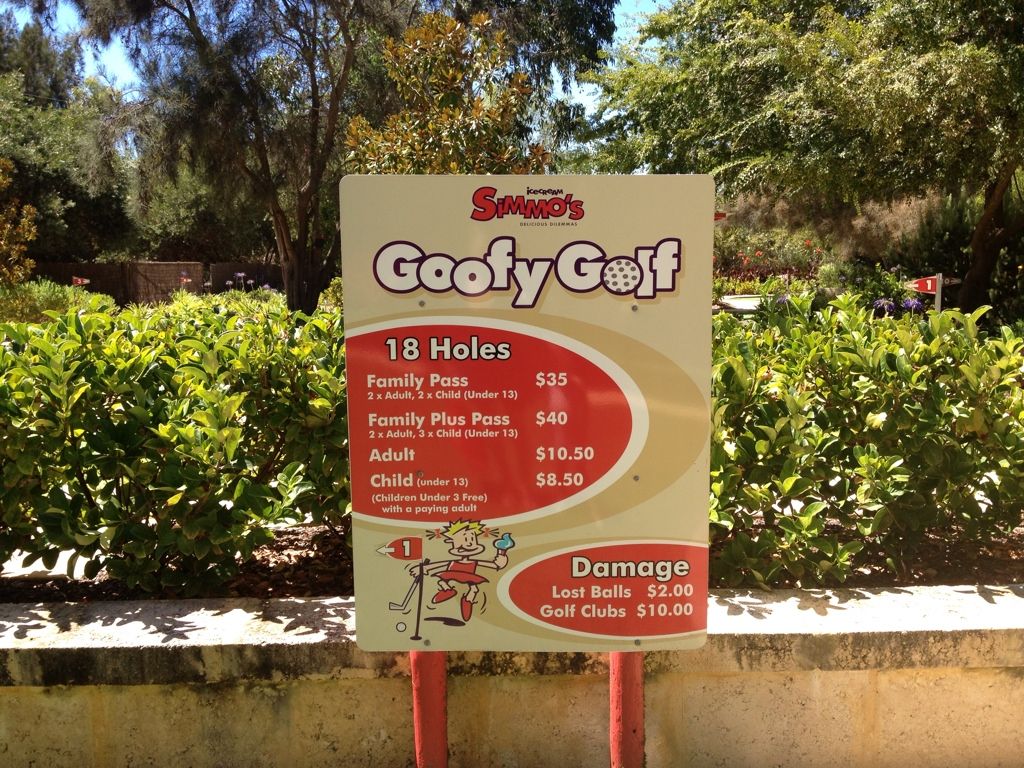 icecream
Simmo's
DELICIOUS DILEMMAS
Goofy Golf
18 Holes
Family Pass $35
2 x Adult, 2 x Child (Under 13)
Family Plus Pass $40
2 x Adult, 3 x Child (Under 13)
Adult $10.50
Child (under 13) $8.50
(Children Under 3 Free)
with a paying adult
1
Damage
Lost Balls $2.00
Golf Clubs $10.00
3
1